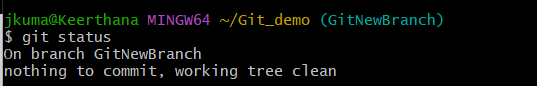 jkuma@Keerthana MINGW64 ~/Git_demo (GitNewBranch)
$ git status
On branch GitNewBranch
nothing to commit, working tree clean